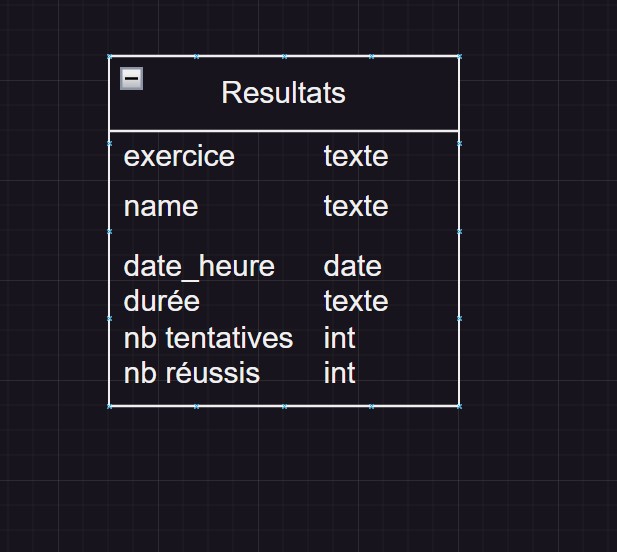 Resultats
exercice texte
name texte
date_heure date
durée texte
nb tentatives int
nb réussis int